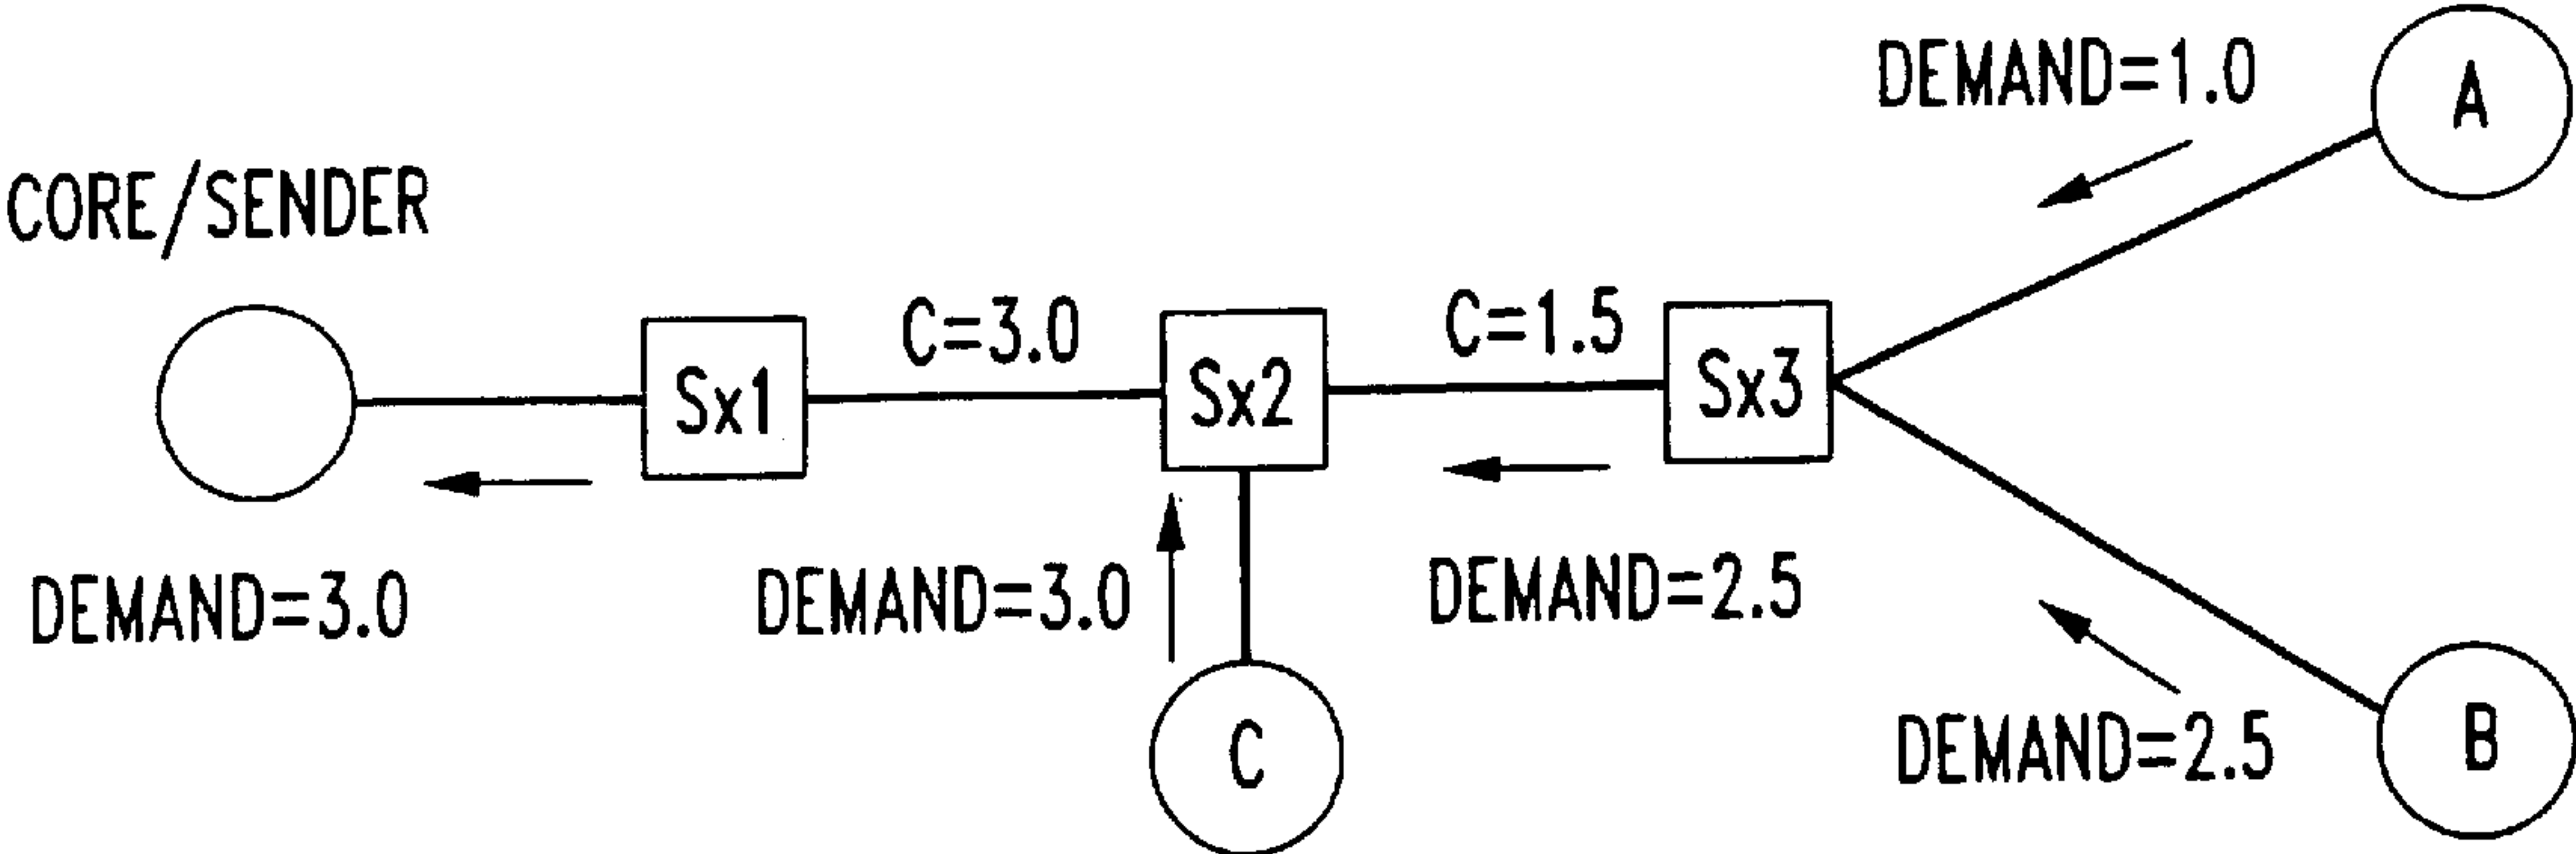 DEMAND=1.0
A
CORE/SENDER
C=3.0
C=1.5
Sx1
Sx2
Sx3
DEMAND=3.0
DEMAND=3.0
DEMAND=2.5
C
DEMAND=2.5
B